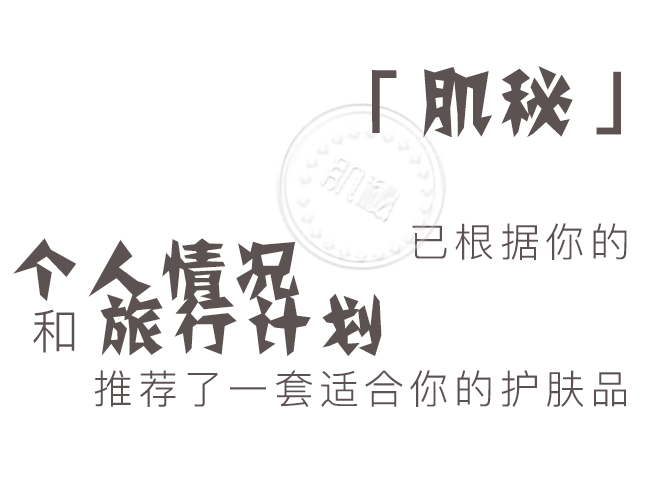 「肌秘」
肌秘
已根据你的
个人情况
和旅行计划
推荐了一套适合你的护肤品